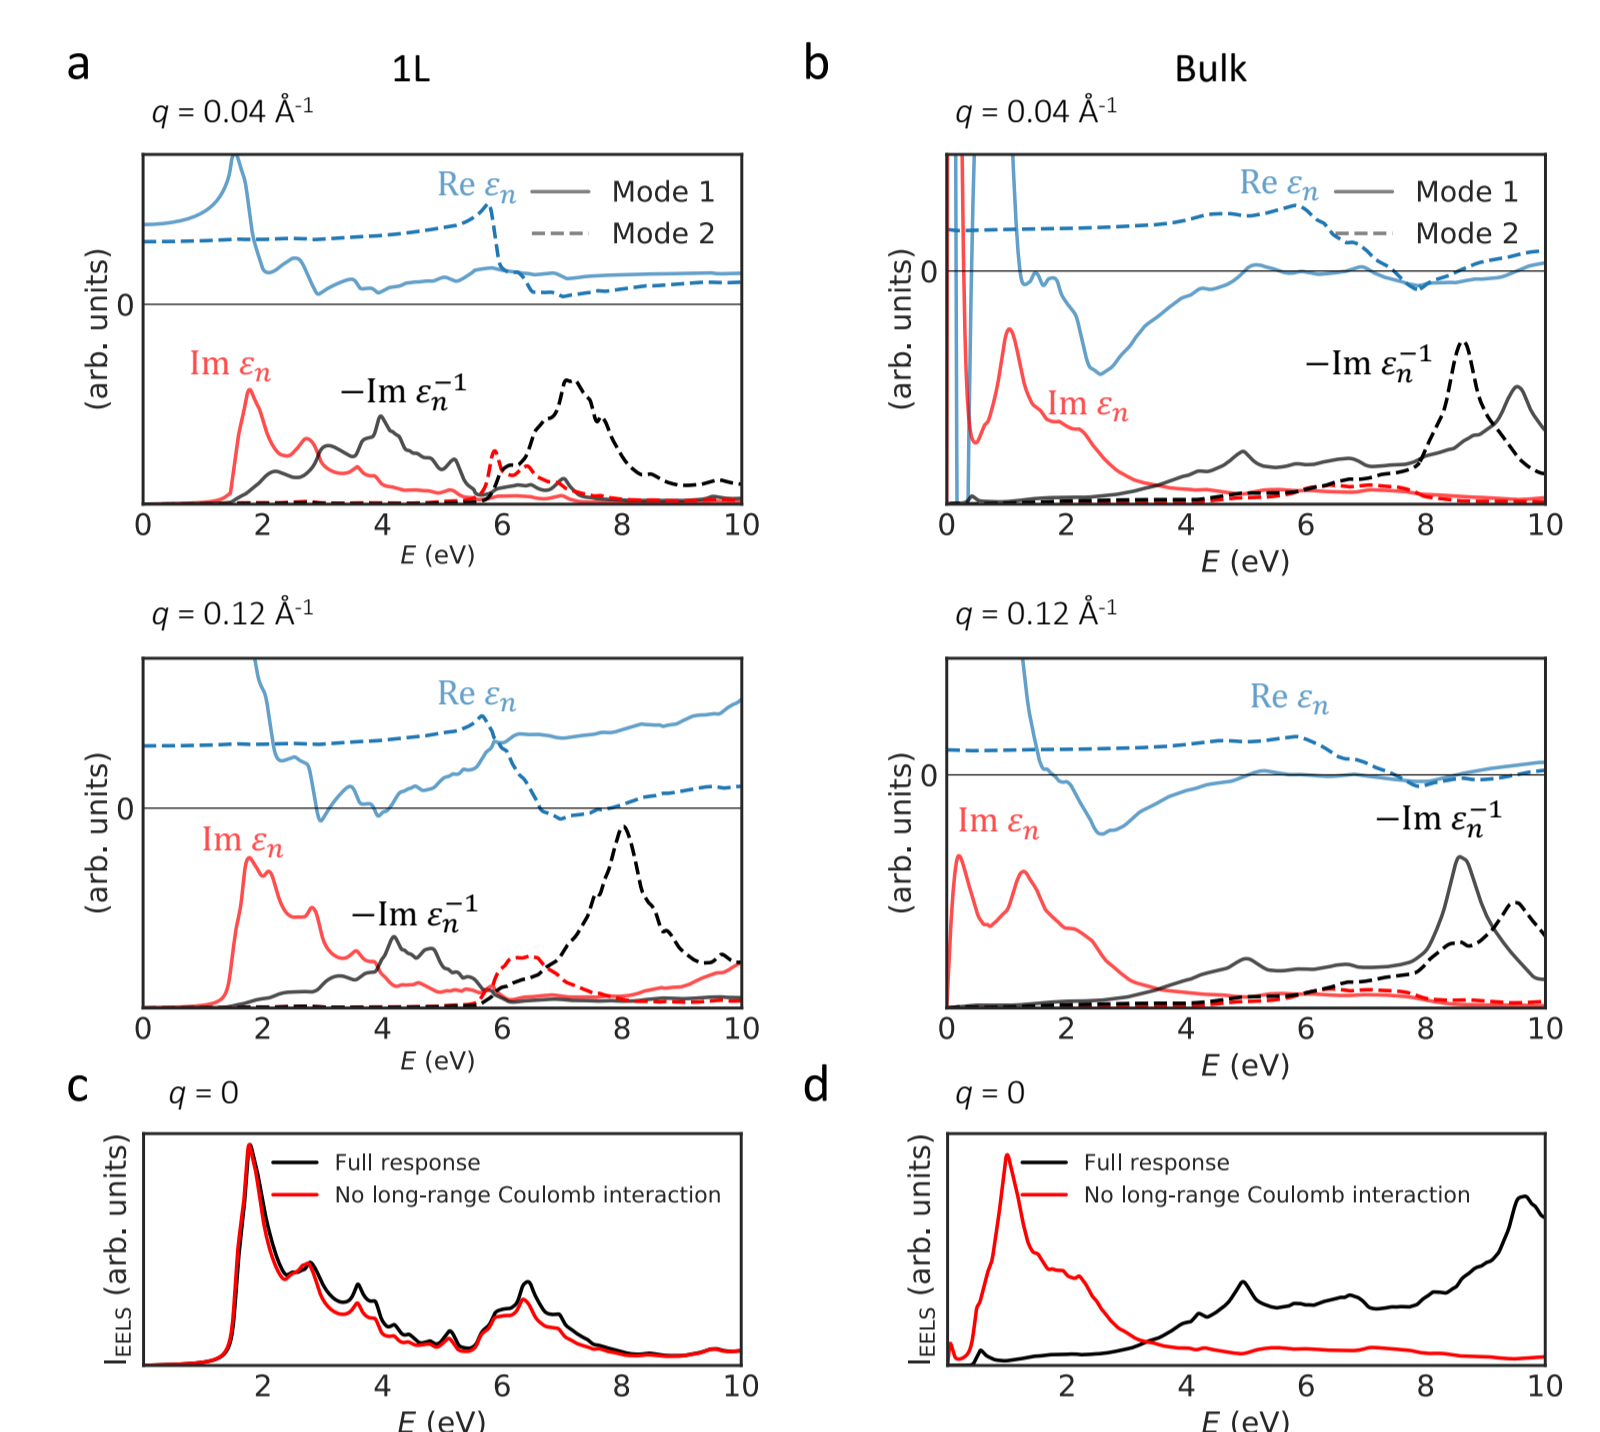 a
1L
q = 0.04 Å-1
Re εn
Mode 1
Mode 2
(arb. units)
0
Im εn
−Im εn−1
0 2 4 6 8 10
E (eV)
b
Bulk
q = 0.04 Å-1
Re εn
Mode 1
Mode 2
(arb. units)
0
−Im εn−1
Im εn
0 2 4 6 8 10
E (eV)
q = 0.12 Å-1
Re εn
(arb. units)
0
Im εn
−Im εn−1
0 2 4 6 8 10
E (eV)
q = 0.12 Å-1
Re εn
(arb. units)
0
Im εn
−Im εn−1
0 2 4 6 8 10
E (eV)
c
q = 0
Full response
No long-range Coulomb interaction
IEELS (arb. units)
2 4 6 8 10
E (eV)
d
q = 0
Full response
No long-range Coulomb interaction
IEELS (arb. units)
2 4 6 8 10
E (eV)